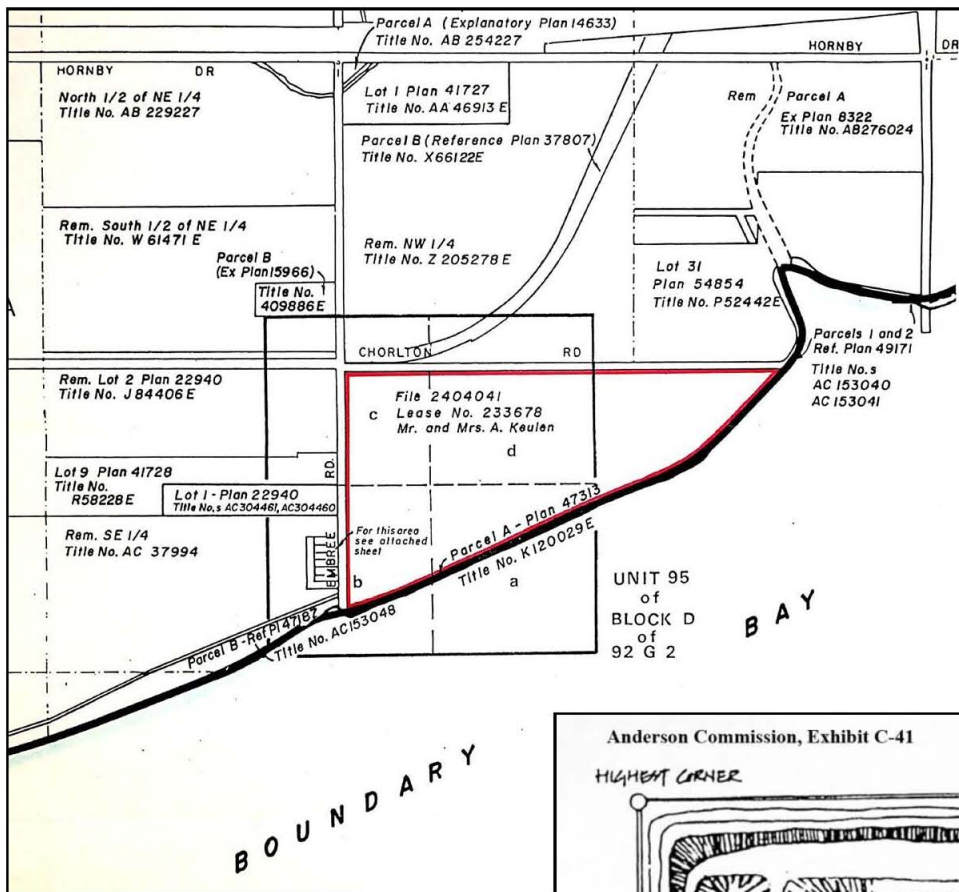 Parcel A (Explanatory Plan 14633)
Title No. AB 254227
HORNBY DR
HORNBY DR
North 1/2 of NE 1/4
Title No. AB 229227
Lot 1 Plan 41727
Title No. AA 46913 E
Parcel B (Reference Plan 37807)
Title No. X66122E
Rem Parcel A
Ex Plan 8322
Title No. AB276024
Rem. South 1/2 of NE 1/4
Title No. W 61471 E
Parcel B
(Ex Plan 15966)
Title No.
409886E
Rem. NW 1/4
Title No. Z 205278 E
Lot 31
Plan 54854
Title No. P52442E
Parcels 1 and 2
Ref. Plan 49171
Title No.s
AC 153040
AC 153041
CHORLTON RD
Rem. Lot 2 Plan 22940
Title No. J 84406 E
c
File 2404041
Lease No. 233678
Mr. and Mrs. A. Keulen
d
Lot 9 Plan 41728
Title No.
R58228E
Lot 1 - Plan 22940
Title No.s AC304461, AC304460
EMBREE RD.
Rem. SE 1/4
Title No. AC 37994
For this area
see attached
sheet
b
Parcel A - Plan 47313
Title No. K120029E
a
Parcel B - Ref Pl 47187
Title No. AC153048
UNIT 95
of
BLOCK D
of
92 G 2
BOUNDARY BAY
Anderson Commission, Exhibit C-41
HIGHEST CORNER